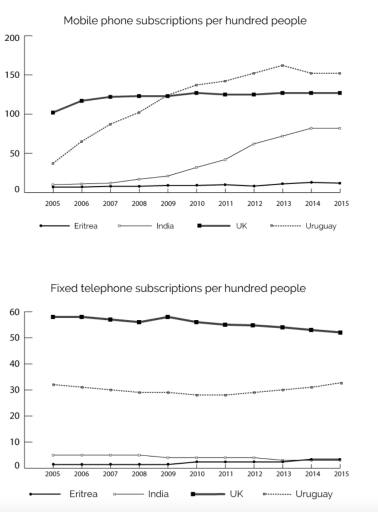 Mobile phone subscriptions per hundred people
200
150
100
50
0
2005 2006 2007 2008 2009 2010 2011 2012 2013 2014 2015
Eritrea India UK Uruguay
Fixed telephone subscriptions per hundred people
60
50
40
30
20
10
0
2005 2006 2007 2008 2009 2010 2011 2012 2013 2014 2015
Eritrea India UK Uruguay